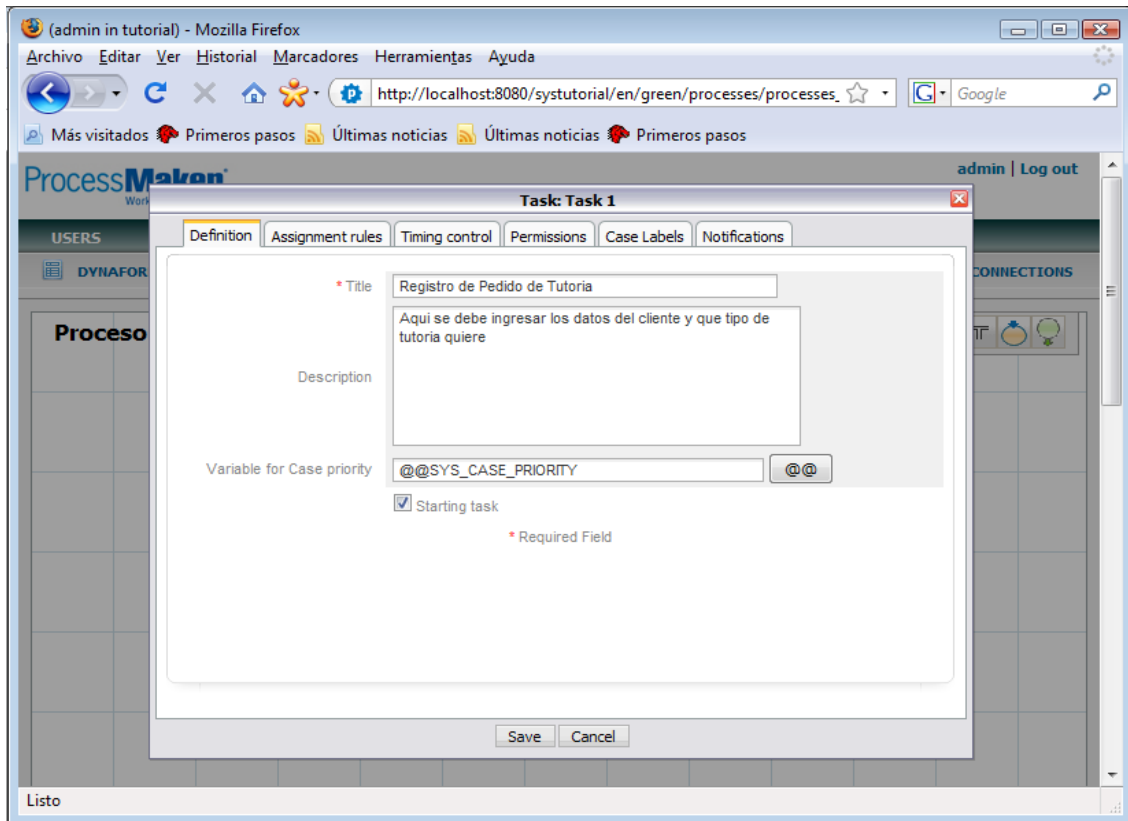 (admin in tutorial) - Mozilla Firefox
Archivo Editar Ver Historial Marcadores Herramientas Ayuda
http://localhost:8080/systutorial/en/green/processes/processes_ G Google
Más visitados Primeros pasos Últimas noticias Últimas noticias Primeros pasos
ProcessMaker admin | Log out
Task: Task 1
USERS Definition Assignment rules Timing control Permissions Case Labels Notifications
DYNAFOR CONNECTIONS
* Title Registro de Pedido de Tutoria
Proceso
Aqui se debe ingresar los datos del cliente y que tipo de
tutoria quiere
Description
Variable for Case priority @@SYS_CASE_PRIORITY @@
Starting task
* Required Field
Save Cancel
Listo